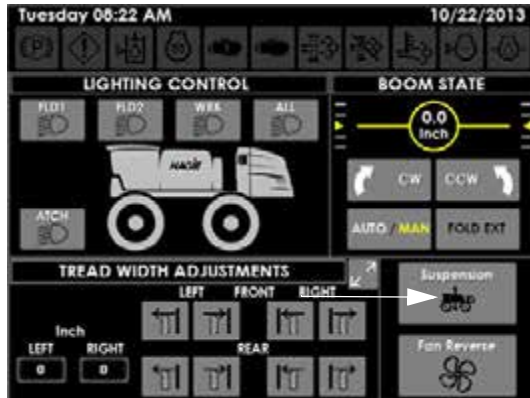 Tuesday 08:22 AM 10/22/2013
LIGHTING CONTROL
FLD1 FLD2 WRK ALL
ATCH
HAGIE
BOOM STATE
0.0
Inch
CW CCW
AUTO / MAN FOLD EXT
TREAD WIDTH ADJUSTMENTS
LEFT FRONT RIGHT
Inch
LEFT RIGHT
0 0
REAR
Suspension
Fan Reverse